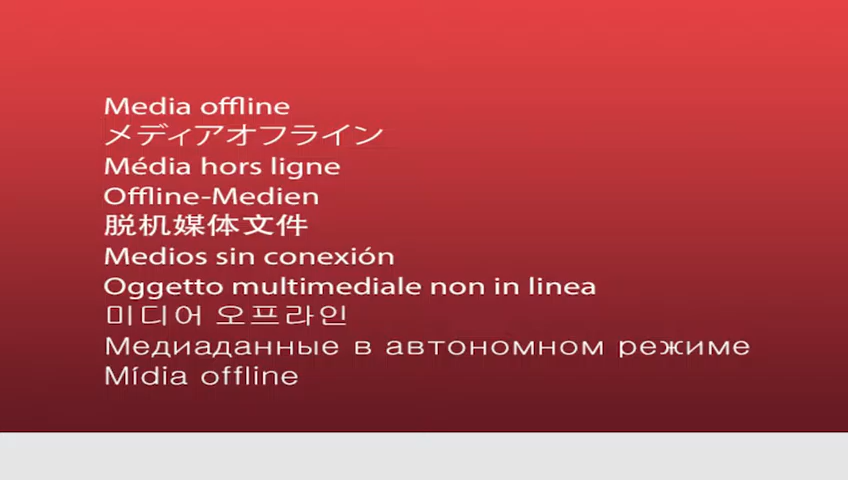 Media offline
メディアオフライン
Média hors ligne
Offline-Medien
脱机媒体文件
Medios sin conexión
Oggetto multimediale non in linea
미디어 오프라인
Медиаданные в автономном режиме
Mídia offline